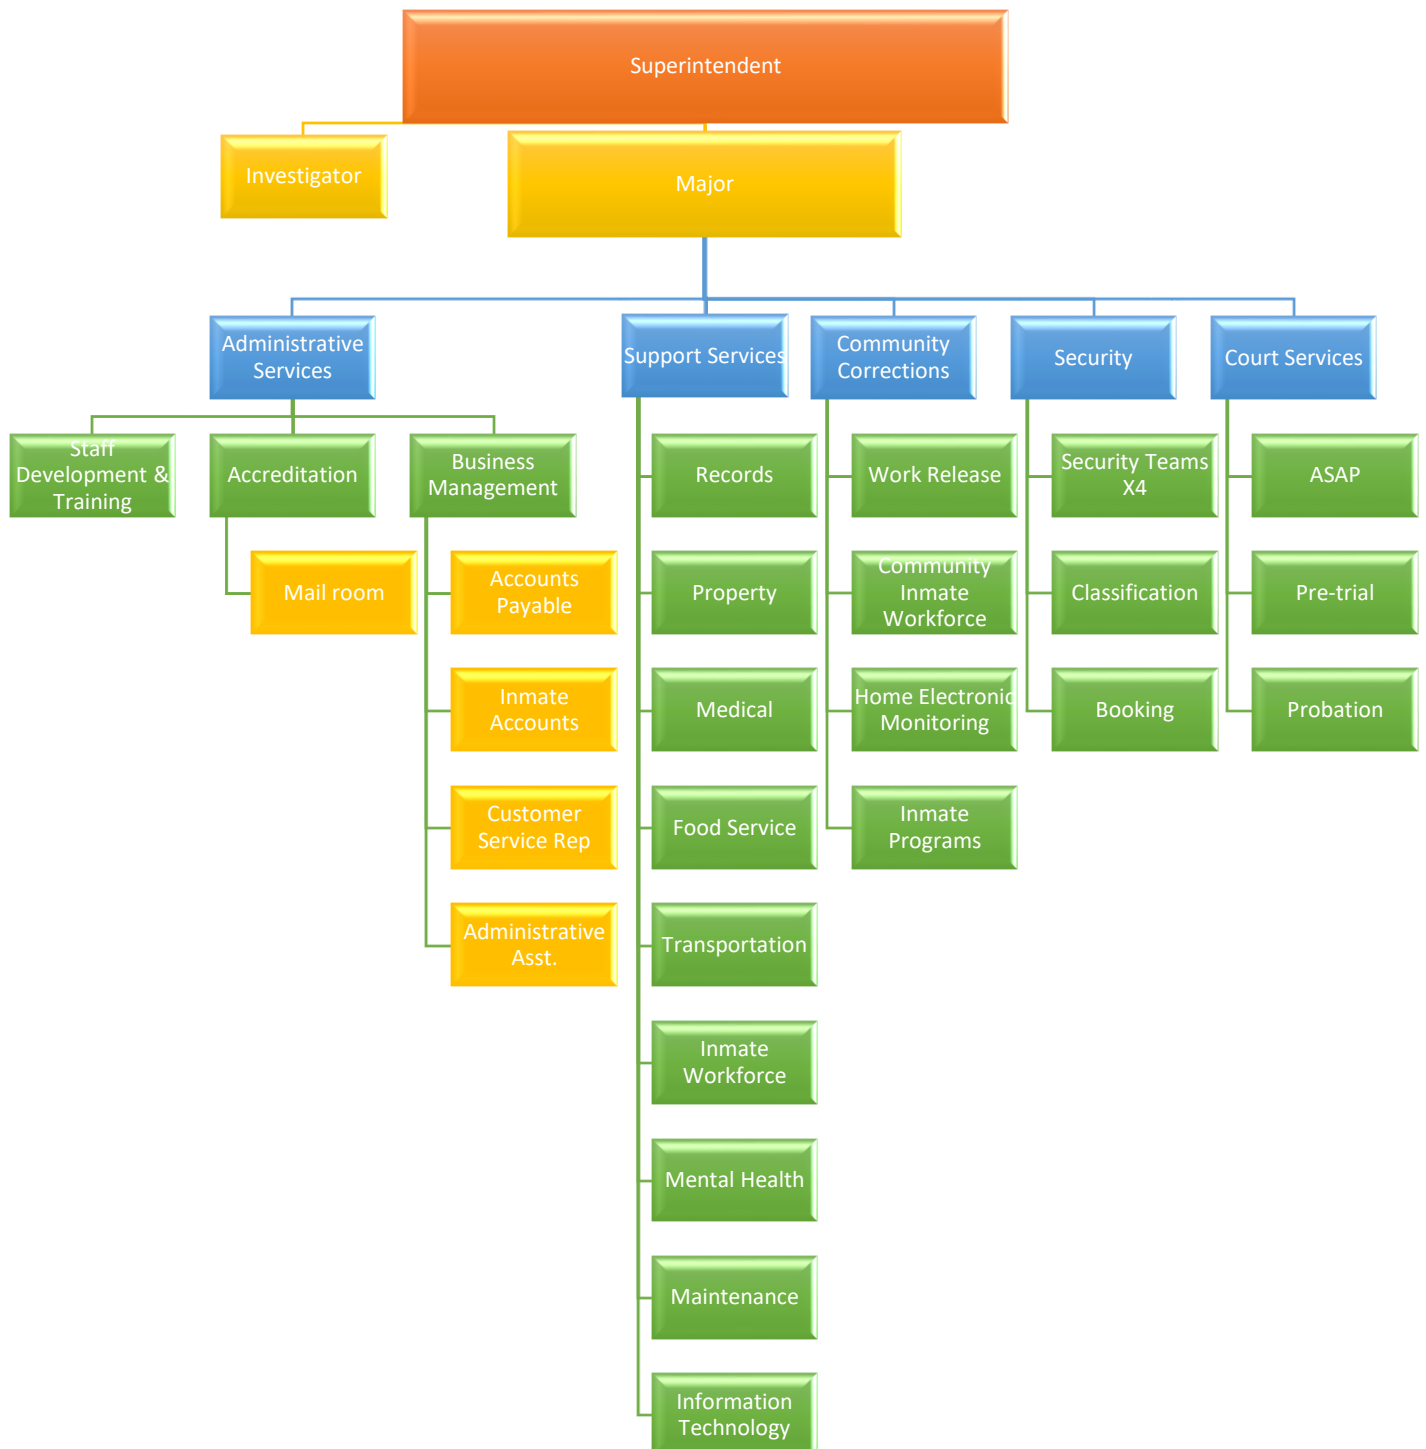 Superintendent
Investigator
Major
Administrative
Services
Support Services
Community
Corrections
Security
Court Services
Staff
Development &
Training
Accreditation
Business
Management
Records
Work Release
Security Teams
X4
ASAP
Mail room
Accounts
Payable
Property
Community
Inmate
Workforce
Classification
Pre-trial
Inmate
Accounts
Medical
Home Electronic
Monitoring
Booking
Probation
Customer
Service Rep
Food Service
Inmate
Programs
Administrative
Asst.
Transportation
Inmate
Workforce
Mental Health
Maintenance
Information
Technology